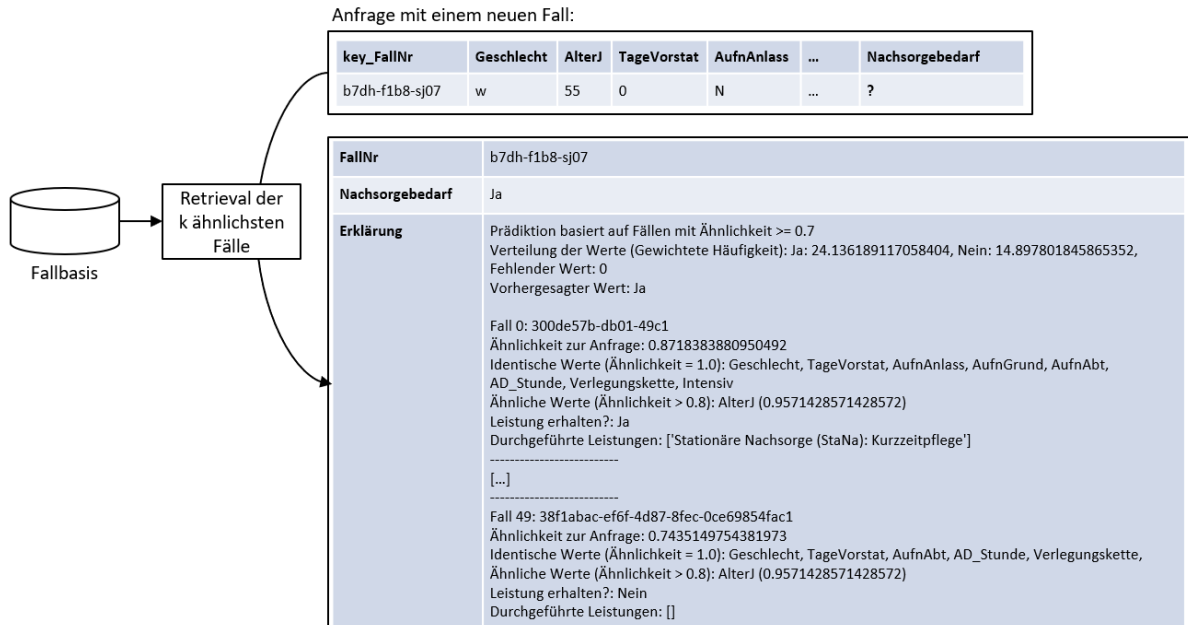 Anfrage mit einem neuen Fall:
key_FallNr Geschlecht AlterJ TageVorstat AufnAnlass ... Nachsorgebedarf
b7dh-f1b8-sj07 w 55 0 N ... ?
Retrieval der
k ähnlichsten
Fälle
Fallbasis
FallNr b7dh-f1b8-sj07
Nachsorgebedarf Ja
Erklärung Prädiktion basiert auf Fällen mit Ähnlichkeit >= 0.7
Verteilung der Werte (Gewichtete Häufigkeit): Ja: 24.136189117058404, Nein: 14.897801845865352,
Fehlender Wert: 0
Vorhergesagter Wert: Ja
Fall 0: 300de57b-db01-49c1
Ähnlichkeit zur Anfrage: 0.8718383880950492
Identische Werte (Ähnlichkeit = 1.0): Geschlecht, TageVorstat, AufnAnlass, AufnGrund, AufnAbt,
AD_Stunde, Verlegungskette, Intensiv
Ähnliche Werte (Ähnlichkeit > 0.8): AlterJ (0.9571428571428572)
Leistung erhalten?: Ja
Durchgeführte Leistungen: ['Stationäre Nachsorge (StaNa): Kurzzeitpflege']
--------------------------
[...]
--------------------------
Fall 49: 38f1abac-ef6f-4d87-8fec-0ce69854fac1
Ähnlichkeit zur Anfrage: 0.7435149754381973
Identische Werte (Ähnlichkeit = 1.0): Geschlecht, TageVorstat, AufnAbt, AD_Stunde, Verlegungskette,
Ähnliche Werte (Ähnlichkeit > 0.8): AlterJ (0.9571428571428572)
Leistung erhalten?: Nein
Durchgeführte Leistungen: []